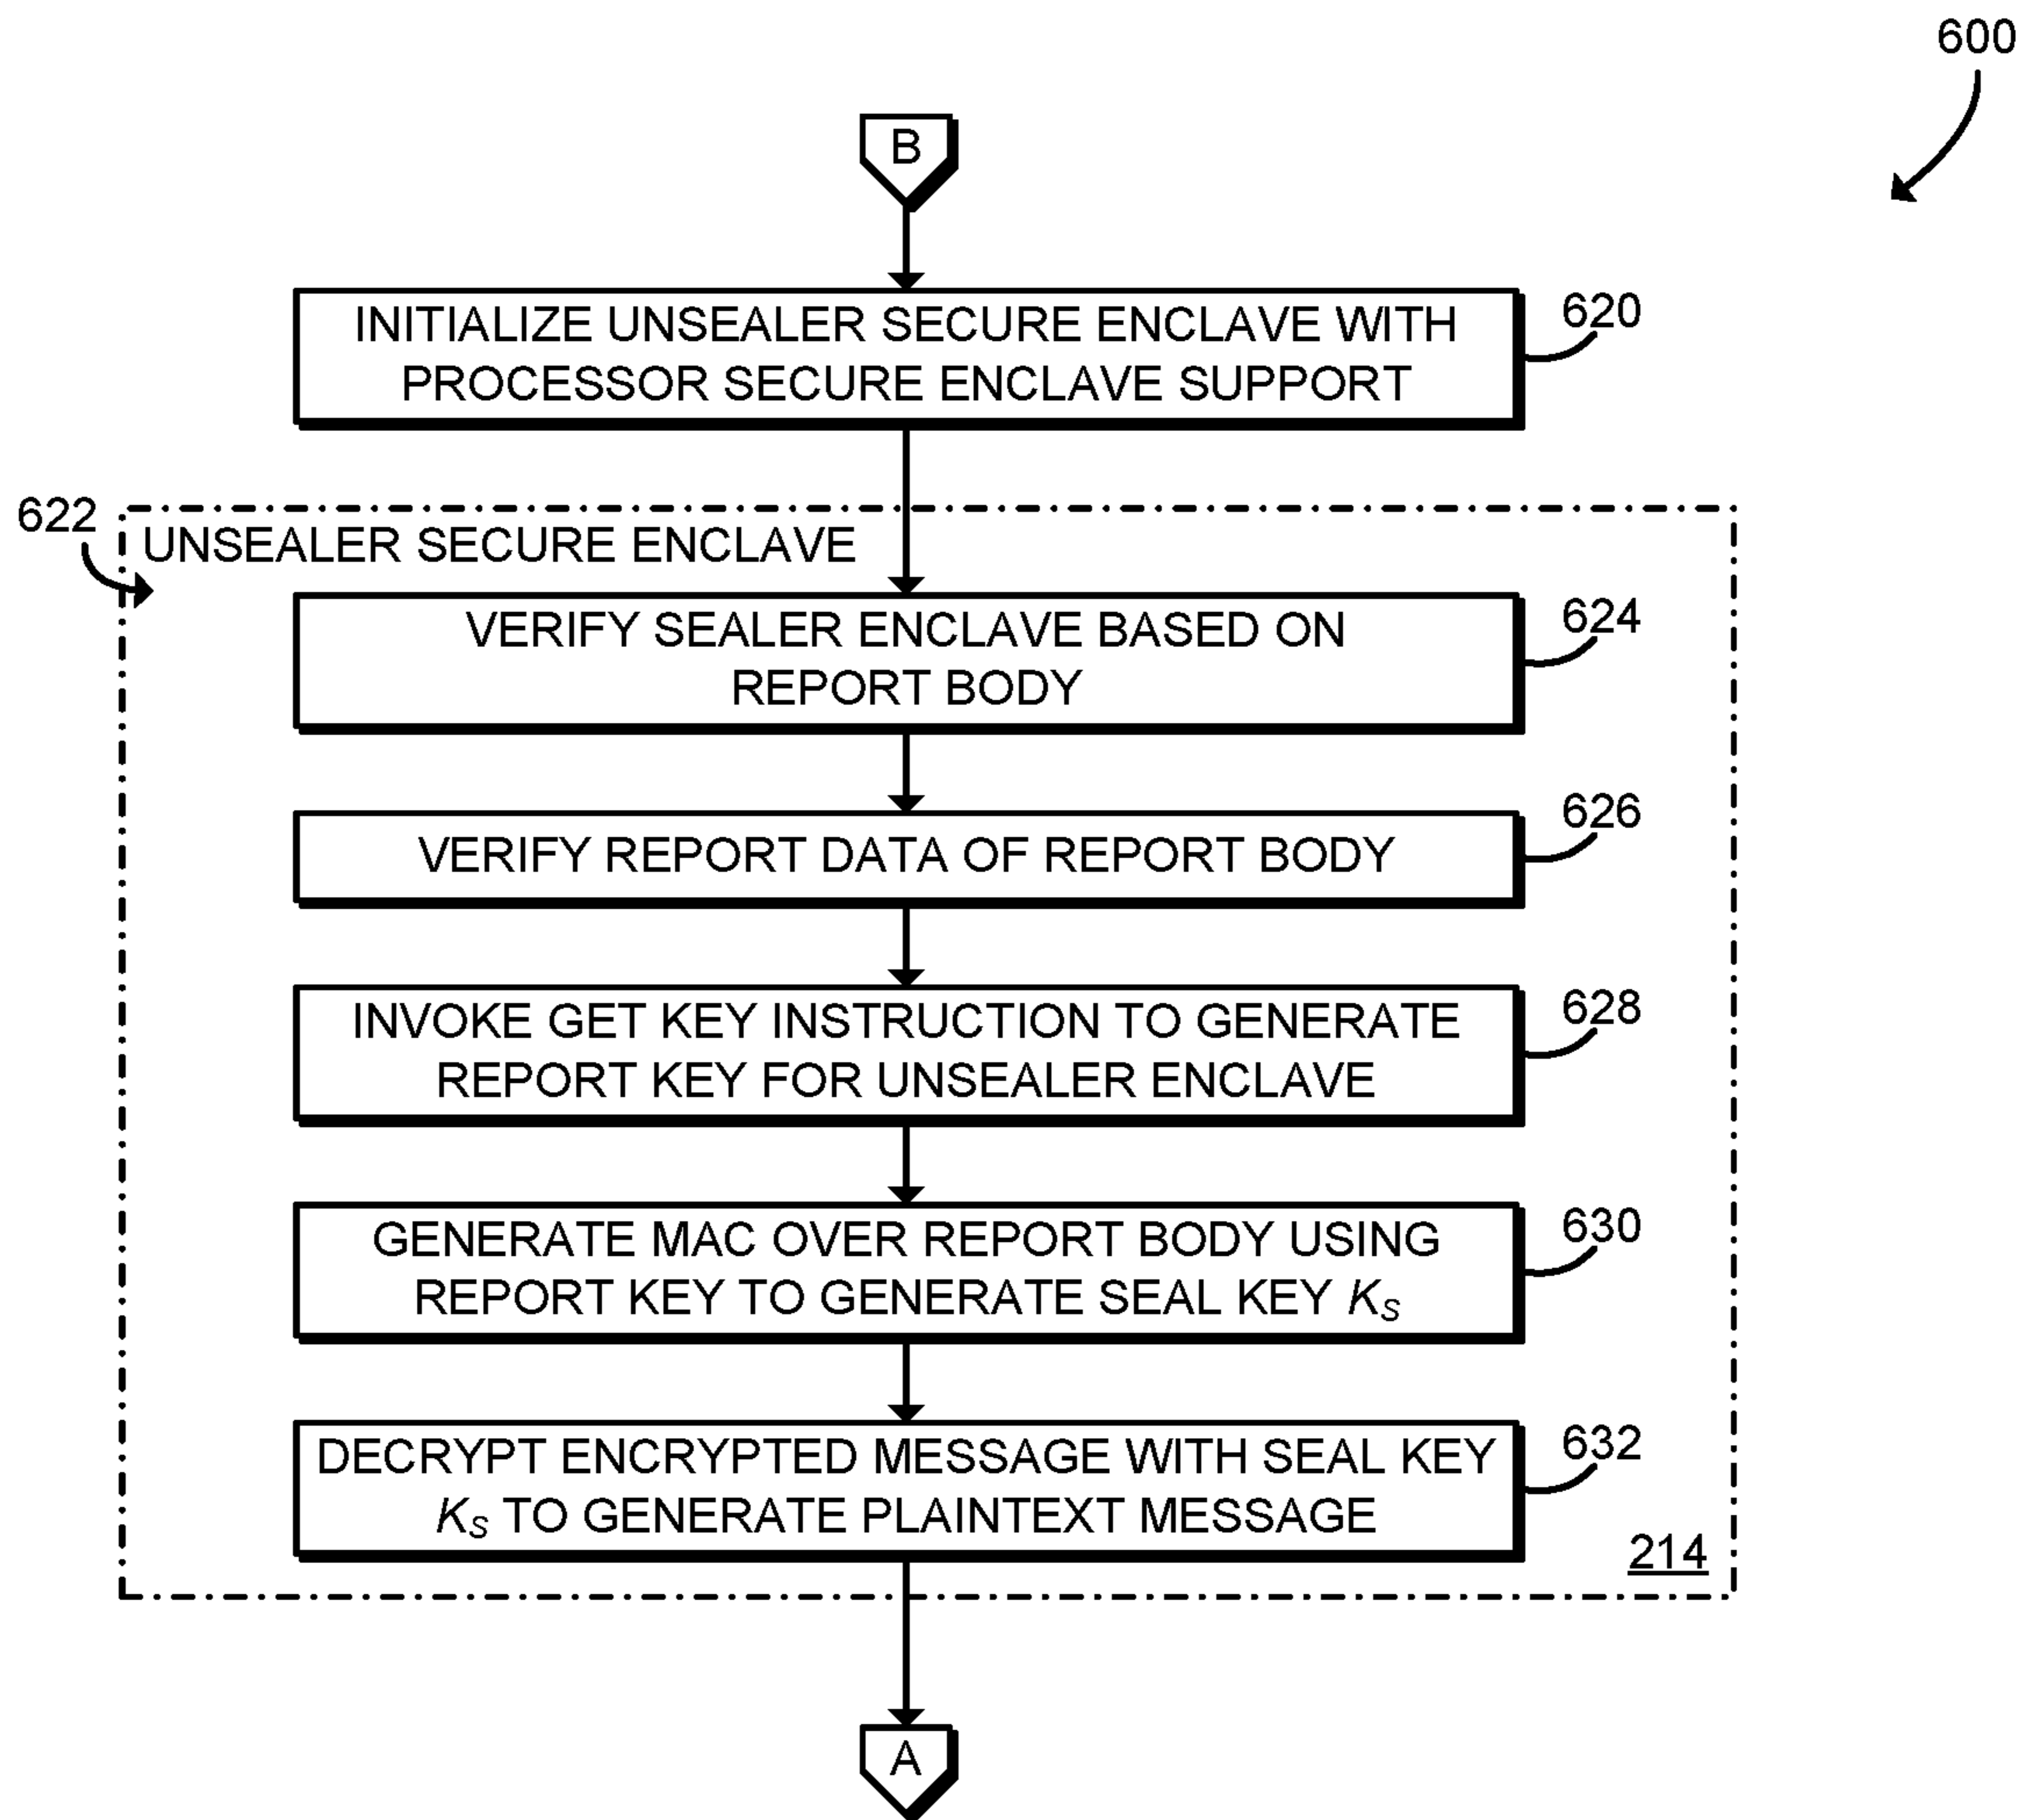 600
B
INITIALIZE UNSEALER SECURE ENCLAVE WITH
PROCESSOR SECURE ENCLAVE SUPPORT
620
622
UNSEALER SECURE ENCLAVE
VERIFY SEALER ENCLAVE BASED ON
REPORT BODY
624
VERIFY REPORT DATA OF REPORT BODY
626
INVOKE GET KEY INSTRUCTION TO GENERATE
REPORT KEY FOR UNSEALER ENCLAVE
628
GENERATE MAC OVER REPORT BODY USING
REPORT KEY TO GENERATE SEAL KEY KS
630
DECRYPT ENCRYPTED MESSAGE WITH SEAL KEY
KS TO GENERATE PLAINTEXT MESSAGE
632
214
A